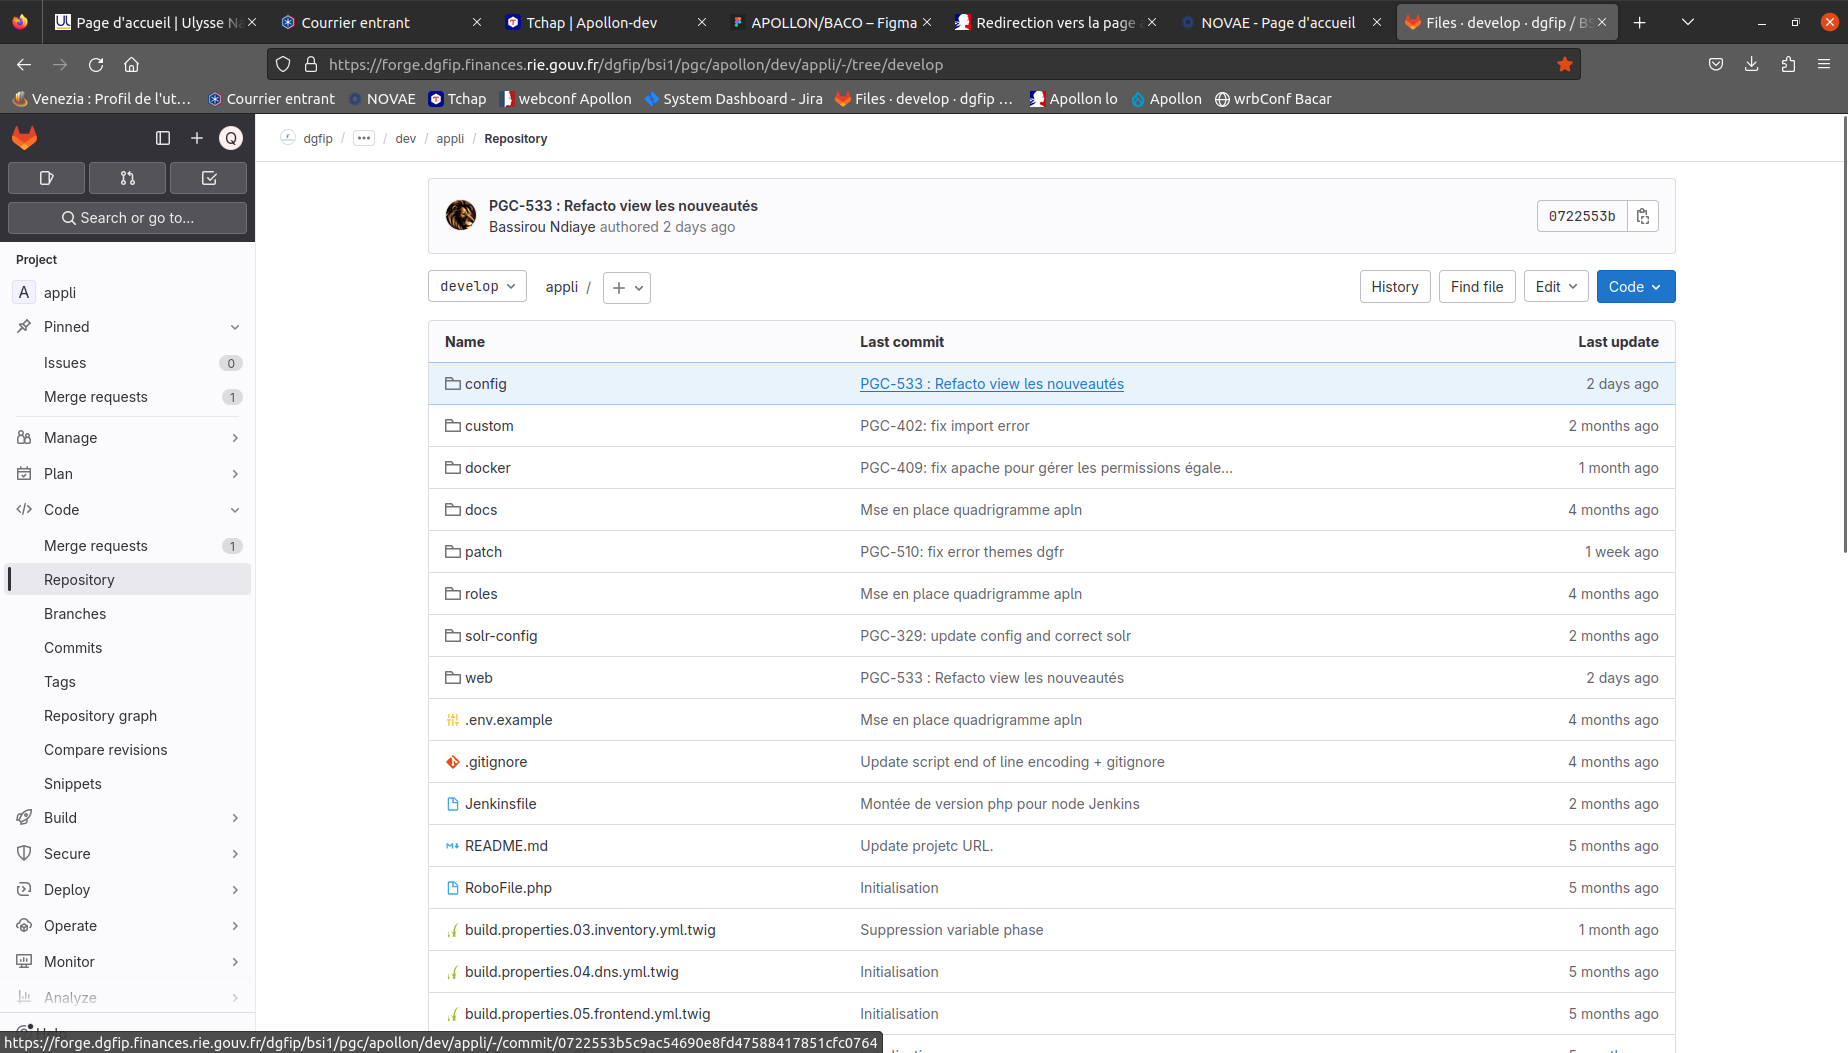 Page d'accueil | Ulysse Na
Courrier entrant
Tchap | Apollon-dev
APOLLON/BACO – Figma
Redirection vers la page a
NOVAE - Page d'accueil
Files · develop · dgfip / BS
https://forge.dgfip.finances.rie.gouv.fr/dgfip/bsi1/pgc/apollon/dev/appli/-/tree/develop
Venezia : Profil de l'ut…
Courrier entrant
NOVAE
Tchap
webconf Apollon
System Dashboard - Jira
Files · develop · dgfip …
Apollon lo
Apollon
wrbConf Bacar
Q
Search or go to...
dgfip / ... / dev / appli / Repository
Project
A appli
Pinned
Issues 0
Merge requests 1
Manage
Plan
Code
Merge requests 1
Repository
Branches
Commits
Tags
Repository graph
Compare revisions
Snippets
Build
Secure
Deploy
Operate
Monitor
Analyze
PGC-533 : Refacto view les nouveautés
Bassirou Ndiaye authored 2 days ago
0722553b
develop
appli /
History
Find file
Edit
Code
Name Last commit Last update
config PGC-533 : Refacto view les nouveautés 2 days ago
custom PGC-402: fix import error 2 months ago
docker PGC-409: fix apache pour gérer les permissions égale... 1 month ago
docs Mse en place quadrigramme apln 4 months ago
patch PGC-510: fix error themes dgfr 1 week ago
roles Mse en place quadrigramme apln 4 months ago
solr-config PGC-329: update config and correct solr 2 months ago
web PGC-533 : Refacto view les nouveautés 2 days ago
.env.example Mse en place quadrigramme apln 4 months ago
.gitignore Update script end of line encoding + gitignore 4 months ago
Jenkinsfile Montée de version php pour node Jenkins 2 months ago
README.md Update projetc URL. 5 months ago
RoboFile.php Initialisation 5 months ago
build.properties.03.inventory.yml.twig Suppression variable phase 1 month ago
build.properties.04.dns.yml.twig Initialisation 5 months ago
build.properties.05.frontend.yml.twig Initialisation 5 months ago
https://forge.dgfip.finances.rie.gouv.fr/dgfip/bsi1/pgc/apollon/dev/appli/-/commit/0722553b5c9ac54690e8fd47588417851cfc0764